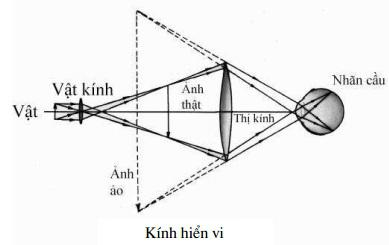 Vật kính
Vật
Ảnh
thật
Thị kính
Nhãn cầu
Ảnh
ảo
Kính hiển vi